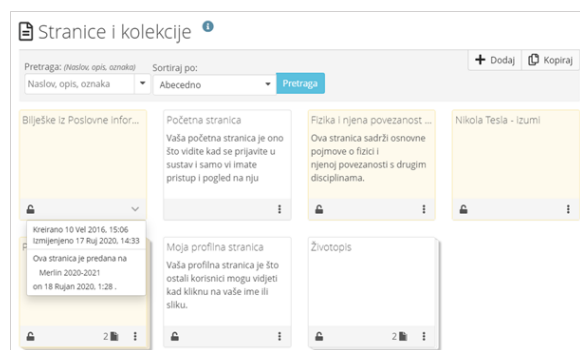 Stranice i kolekcije
Dodaj Kopiraj
Pretraga: (Naslov, opis, oznaka) Sortiraj po:
Naslov, opis, oznaka Abecedno Pretraga
Bilješke iz Poslovne infor...
Početna stranica
Vaša početna stranica je ono
što vidite kad se prijavite u
sustav i samo vi imate
pristup i pogled na nju
Fizika i njena povezanost ...
Ova stranica sadrži osnovne
pojmove o fizici i
njenoj povezanosti s drugim
disciplinama.
Nikola Tesla - izumi
Kreirano 10 Vel 2016, 15:06
Izmijenjeno 17 Ruj 2020, 14:33
Ova stranica je predana na
Merlin 2020-2021
on 18 Rujan 2020, 1:28 .
2
Moja profilna stranica
Vaša profilna stranica je što
ostali korisnici mogu vidjeti
kad kliknu na vaše ime ili
sliku.
Životopis
2